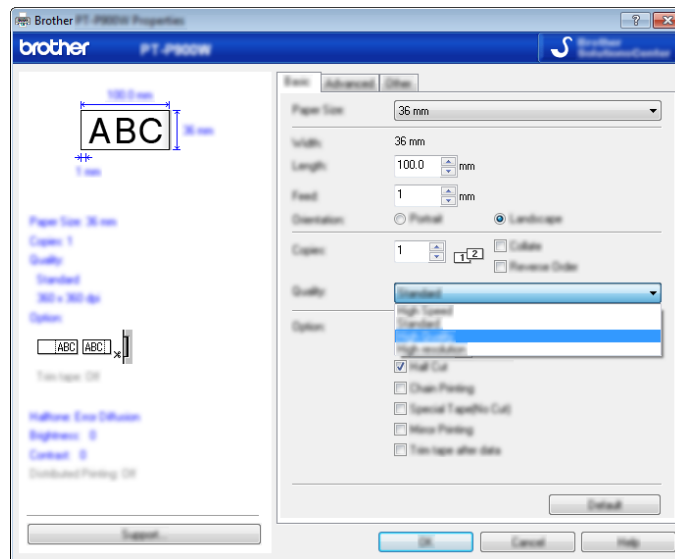 Brother PT-P900W Properties
brother PT-P900W Brother SolutionsCenter
Basic Advanced Other
100.0 mm
ABC
36 mm
1 mm
Paper Size: 36 mm
Width: 36 mm
Length: 100.0 mm
Feed: 1 mm
Orientation: Portrait Landscape
Copies: 1 1 2 Collate
Reverse Order
Quality: Standard
High Speed
Standard
High Quality
High resolution
Option:
Half Cut
Chain Printing
Special Tape(No Cut)
Mirror Printing
Trim tape after data
Paper Size: 36 mm
Copies: 1
Quality:
Standard
360 x 360 dpi
Option:
ABC ABC
Trim tape: Off
Halftone: Error Diffusion
Brightness: 0
Contrast: 0
Distributed Printing: Off
Support...
Default
OK Cancel Help